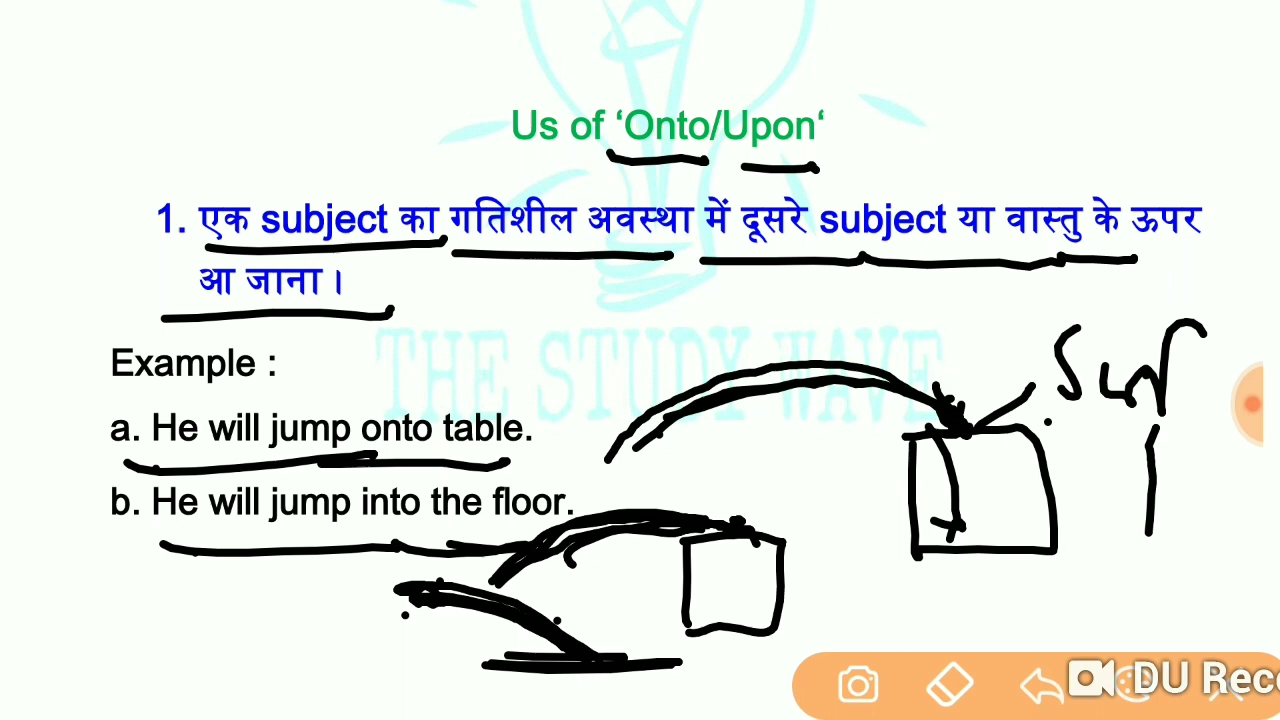 Us of ‘Onto/Upon‘
1. एक subject का गतिशील अवस्था में दूसरे subject या वास्तु के ऊपर
आ जाना ।
THE STUDY WAVE
Example :
a. He will jump onto table.
b. He will jump into the floor.
DU Reco